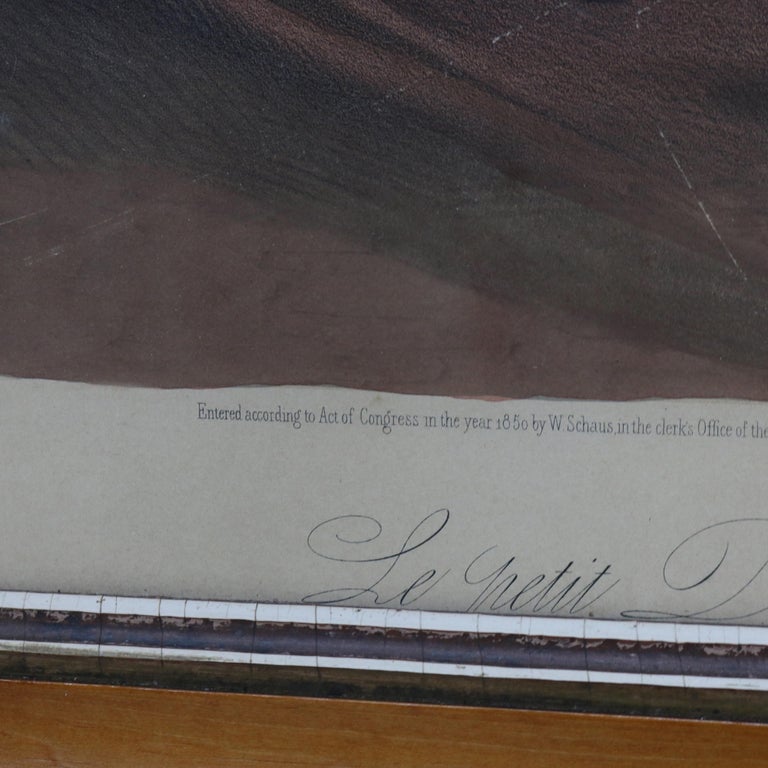 Entered according to Act of Congress in the year 1850 by W. Schaus, in the clerk's Office of the
Le petit